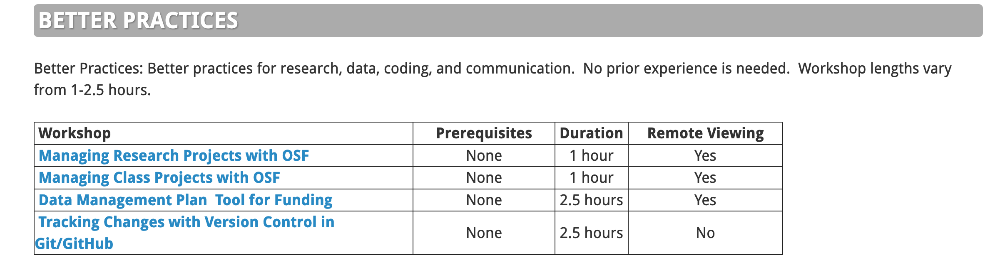 BETTER PRACTICES
Better Practices: Better practices for research, data, coding, and communication.  No prior experience is needed.  Workshop lengths vary
from 1-2.5 hours.
Workshop Prerequisites Duration Remote Viewing
Managing Research Projects with OSF None 1 hour Yes
Managing Class Projects with OSF None 1 hour Yes
Data Management Plan  Tool for Funding None 2.5 hours Yes
Tracking Changes with Version Control in
Git/GitHub None 2.5 hours No